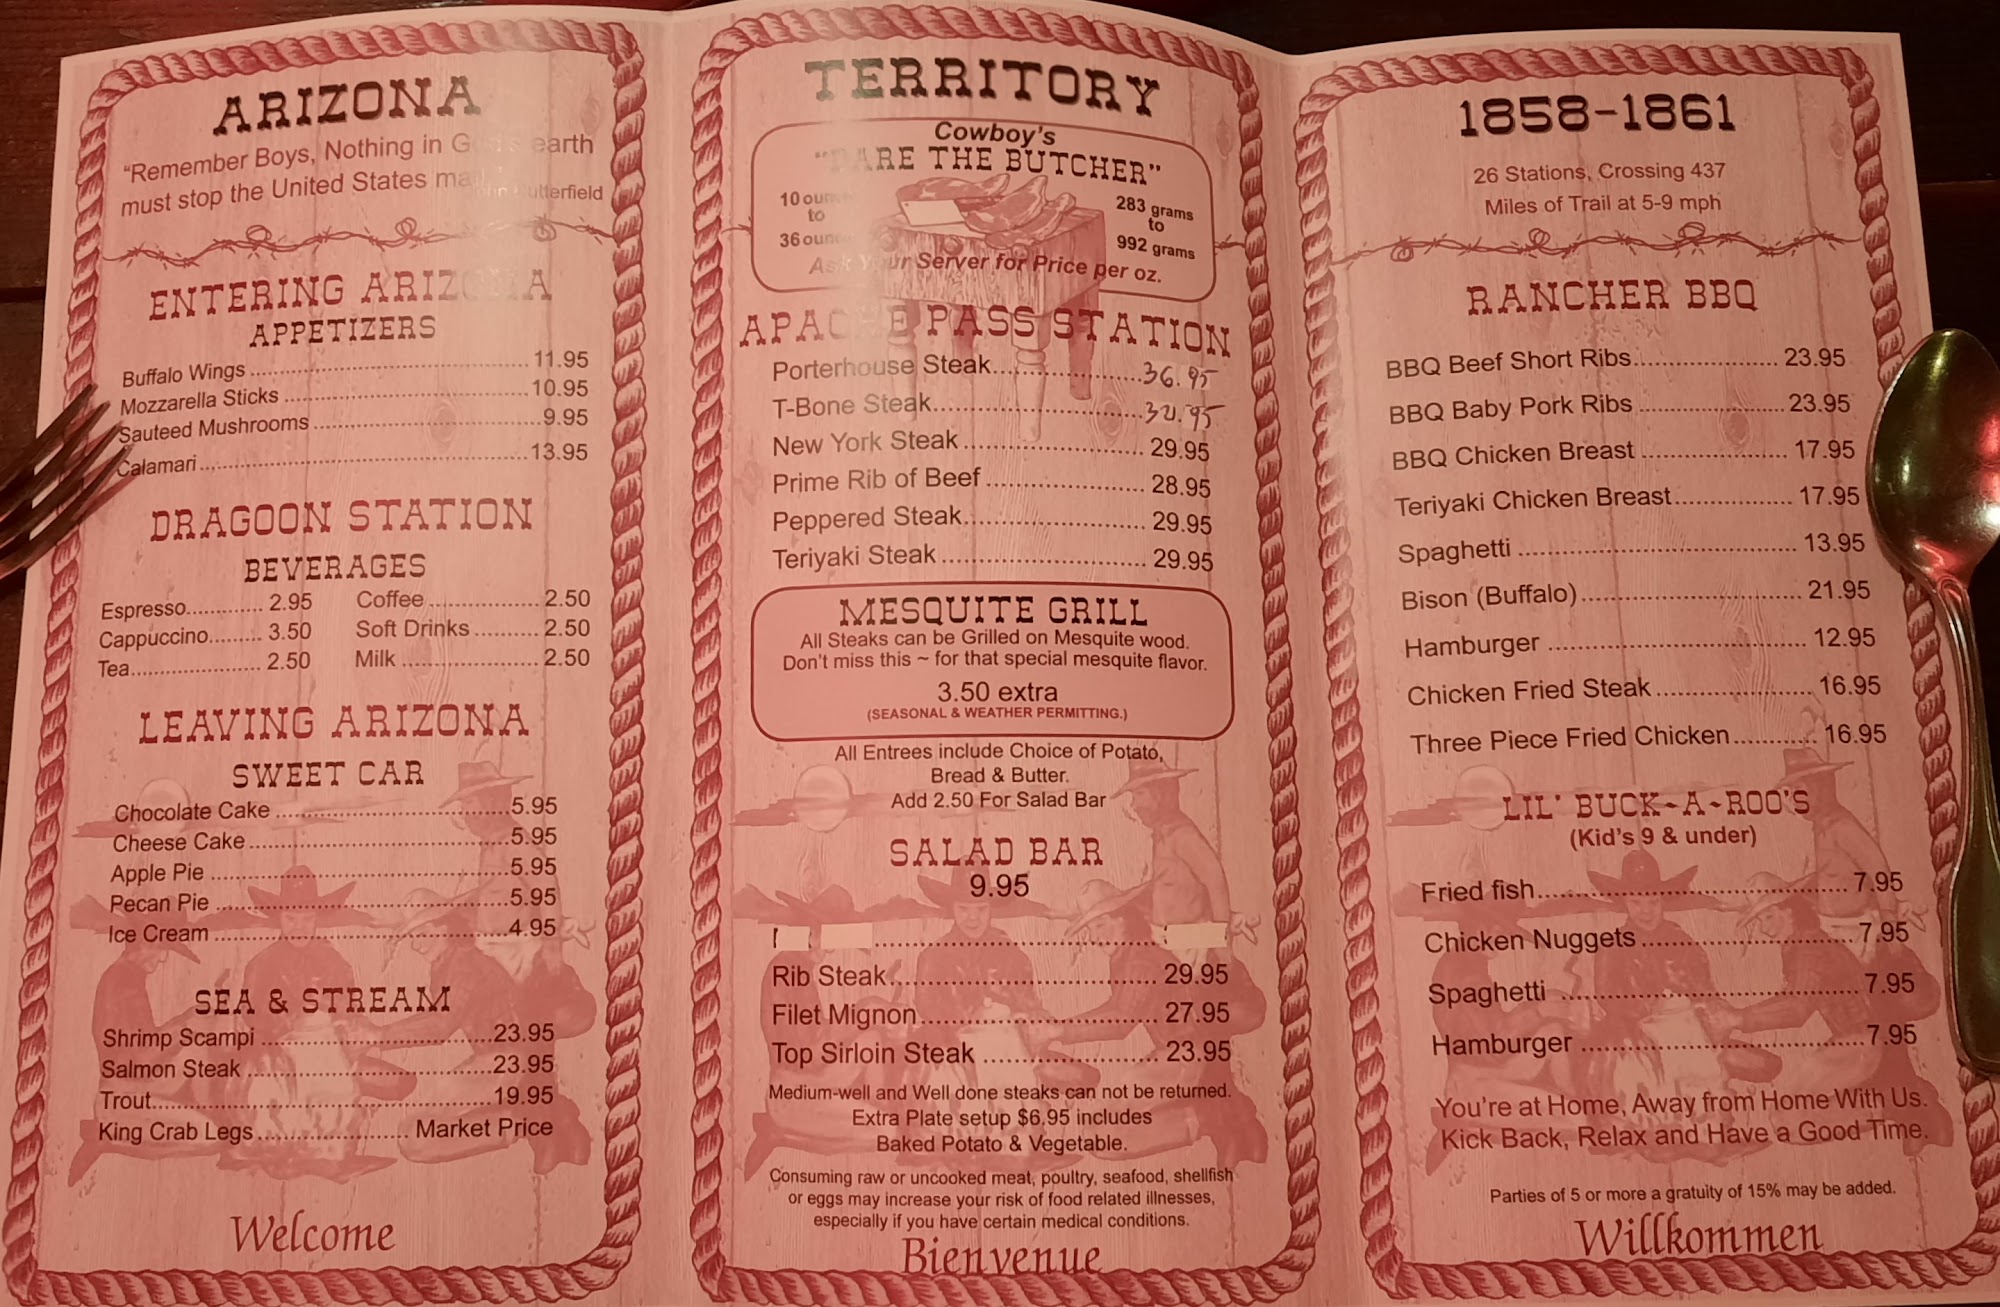 ARIZONA
"Remember Boys, Nothing in God's earth
must stop the United States ma
Butterfield
ENTERING ARIZONA
APPETIZERS
Buffalo Wings 11.95
Mozzarella Sticks 10.95
Sauteed Mushrooms 9.95
Calamari 13.95
DRAGOON STATION
BEVERAGES
Espresso 2.95 Coffee 2.50
Cappuccino 3.50 Soft Drinks 2.50
Tea 2.50 Milk 2.50
LEAVING ARIZONA
SWEET CAR
Chocolate Cake 5.95
Cheese Cake 5.95
Apple Pie 5.95
Pecan Pie 5.95
Ice Cream 4.95
SEA & STREAM
Shrimp Scampi 23.95
Salmon Steak 23.95
Trout 19.95
King Crab Legs Market Price
Welcome
TERRITORY
Cowboy's
"DARE THE BUTCHER"
10 ounces 283 grams
to to
36 ounces 992 grams
Ask Your Server for Price per oz.
APACHE PASS STATION
Porterhouse Steak 36.95
T-Bone Steak
New York Steak 29.95
Prime Rib of Beef 28.95
Peppered Steak 29.95
Teriyaki Steak 29.95
MESQUITE GRILL
All Steaks can be Grilled on Mesquite wood.
Don't miss this ~ for that special mesquite flavor.
3.50 extra
(SEASONAL & WEATHER PERMITTING.)
All Entrees include Choice of Potato,
Bread & Butter.
Add 2.50 For Salad Bar
SALAD BAR
9.95
Rib Steak 29.95
Filet Mignon 27.95
Top Sirloin Steak 23.95
Medium-well and Well done steaks can not be returned.
Extra Plate setup $6.95 includes
Baked Potato & Vegetable.
Consuming raw or uncooked meat, poultry, seafood, shellfish
or eggs may increase your risk of food related illnesses,
especially if you have certain medical conditions.
Bienvenue
1858-1861
26 Stations, Crossing 437
Miles of Trail at 5-9 mph
RANCHER BBQ
BBQ Beef Short Ribs 23.95
BBQ Baby Pork Ribs 23.95
BBQ Chicken Breast 17.95
Teriyaki Chicken Breast 17.95
Spaghetti 13.95
Bison (Buffalo) 21.95
Hamburger 12.95
Chicken Fried Steak 16.95
Three Piece Fried Chicken 16.95
LIL' BUCK~A~ROO'S
(Kid's 9 & under)
Fried fish 7.95
Chicken Nuggets 7.95
Spaghetti 7.95
Hamburger 7.95
You're at Home, Away from Home With Us.
Kick Back, Relax and Have a Good Time.
Parties of 5 or more a gratuity of 15% may be added.
Willkommen